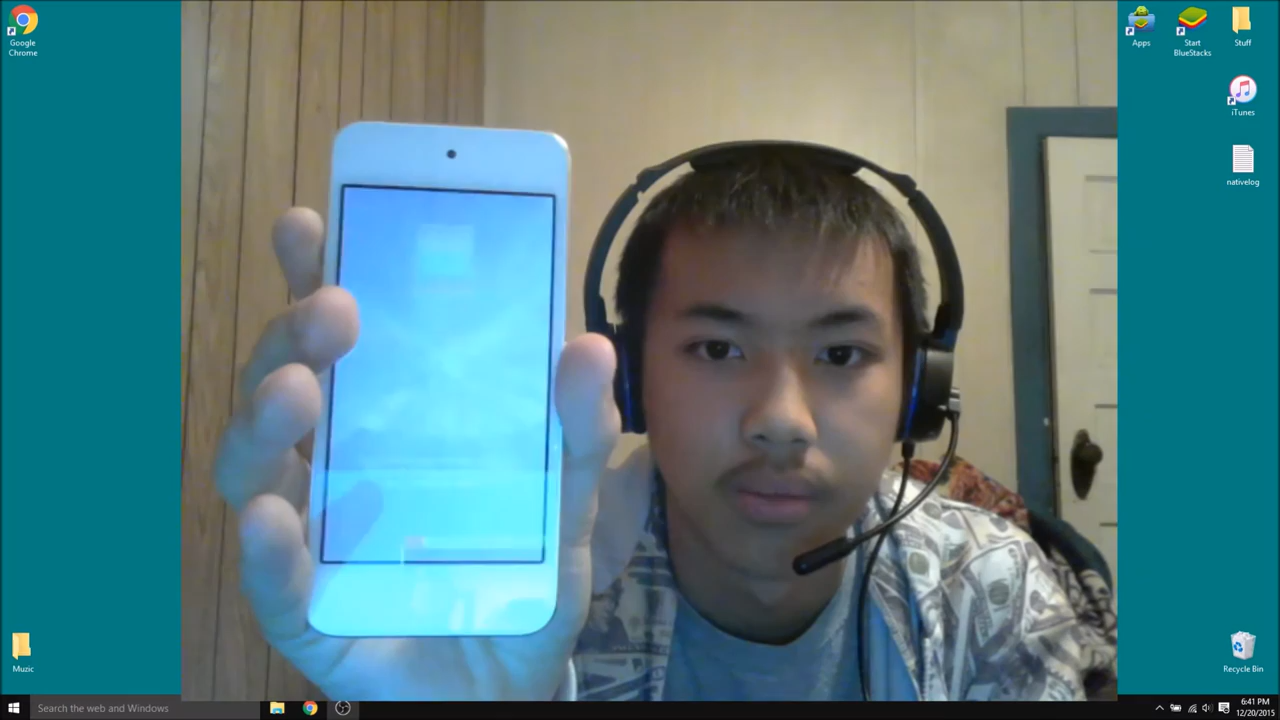 Google
Chrome
Apps
Start
BlueStacks
Stuff
iTunes
nativelog
Muzic
Recycle Bin
Search the web and Windows
6:41 PM
12/20/2015